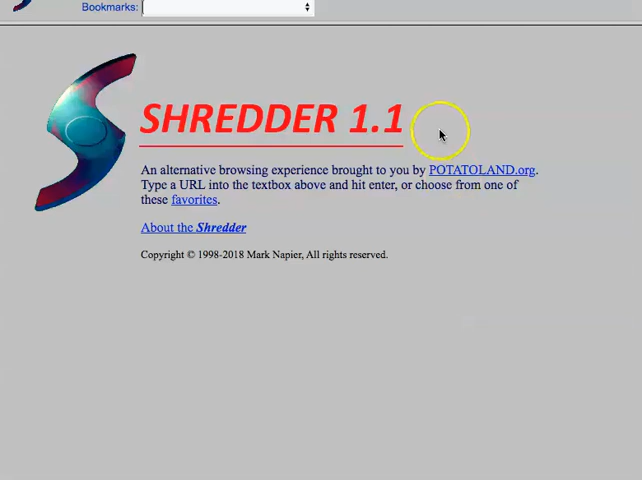 Bookmarks:
SHREDDER 1.1
An alternative browsing experience brought to you by POTATOLAND.org.
Type a URL into the textbox above and hit enter, or choose from one of
these favorites.
About the Shredder
Copyright © 1998-2018 Mark Napier, All rights reserved.